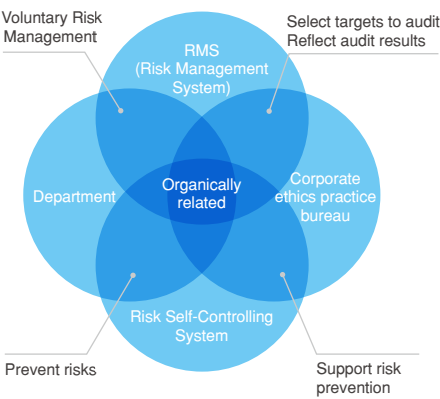 Voluntary Risk
Management
Select targets to audit
Reflect audit results
RMS
(Risk Management
System)
Department
Organically
related
Corporate
ethics practice
bureau
Risk Self-Controlling
System
Prevent risks
Support risk
prevention